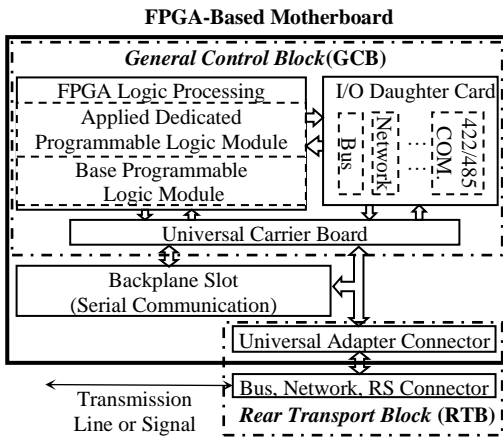 FPGA-Based Motherboard
General Control Block(GCB)
FPGA Logic Processing
Applied Dedicated
Programmable Logic Module
Base Programmable
Logic Module
I/O Daughter Card
Bus
Network
......
422/485
COM.
......
Universal Carrier Board
Backplane Slot
(Serial Communication)
Universal Adapter Connector
Bus, Network, RS Connector
Transmission
Line or Signal
Rear Transport Block (RTB)